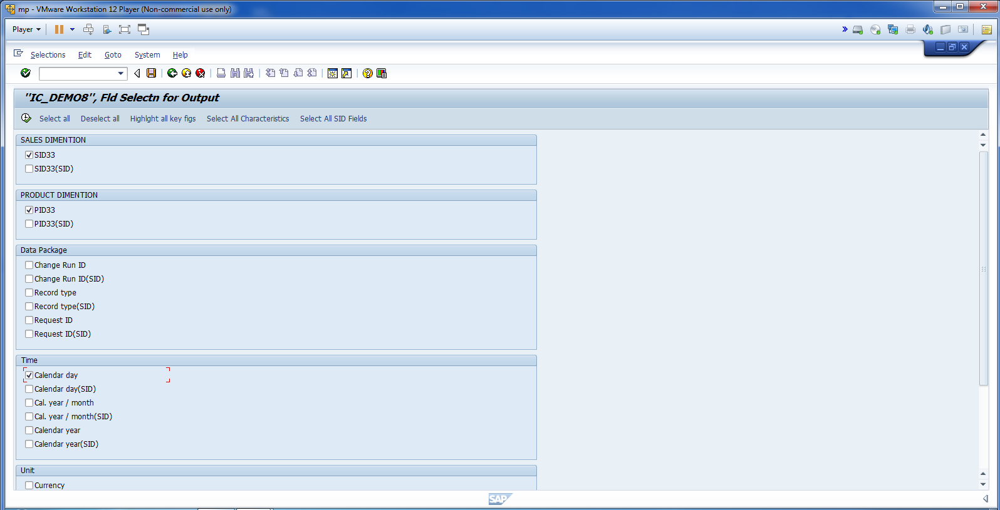 mp - VMware Workstation 12 Player (Non-commercial use only)
Player
Selections Edit Goto System Help
"IC_DEMO8", Fld Selectn for Output
Select all Deselect all Highlght all key figs Select All Characteristics Select All SID Fields
SALES DIMENTION
SID33
SID33(SID)
PRODUCT DIMENTION
PID33
PID33(SID)
Data Package
Change Run ID
Change Run ID(SID)
Record type
Record type(SID)
Request ID
Request ID(SID)
Time
Calendar day
Calendar day(SID)
Cal. year / month
Cal. year / month(SID)
Calendar year
Calendar year(SID)
Unit
Currency
SAP